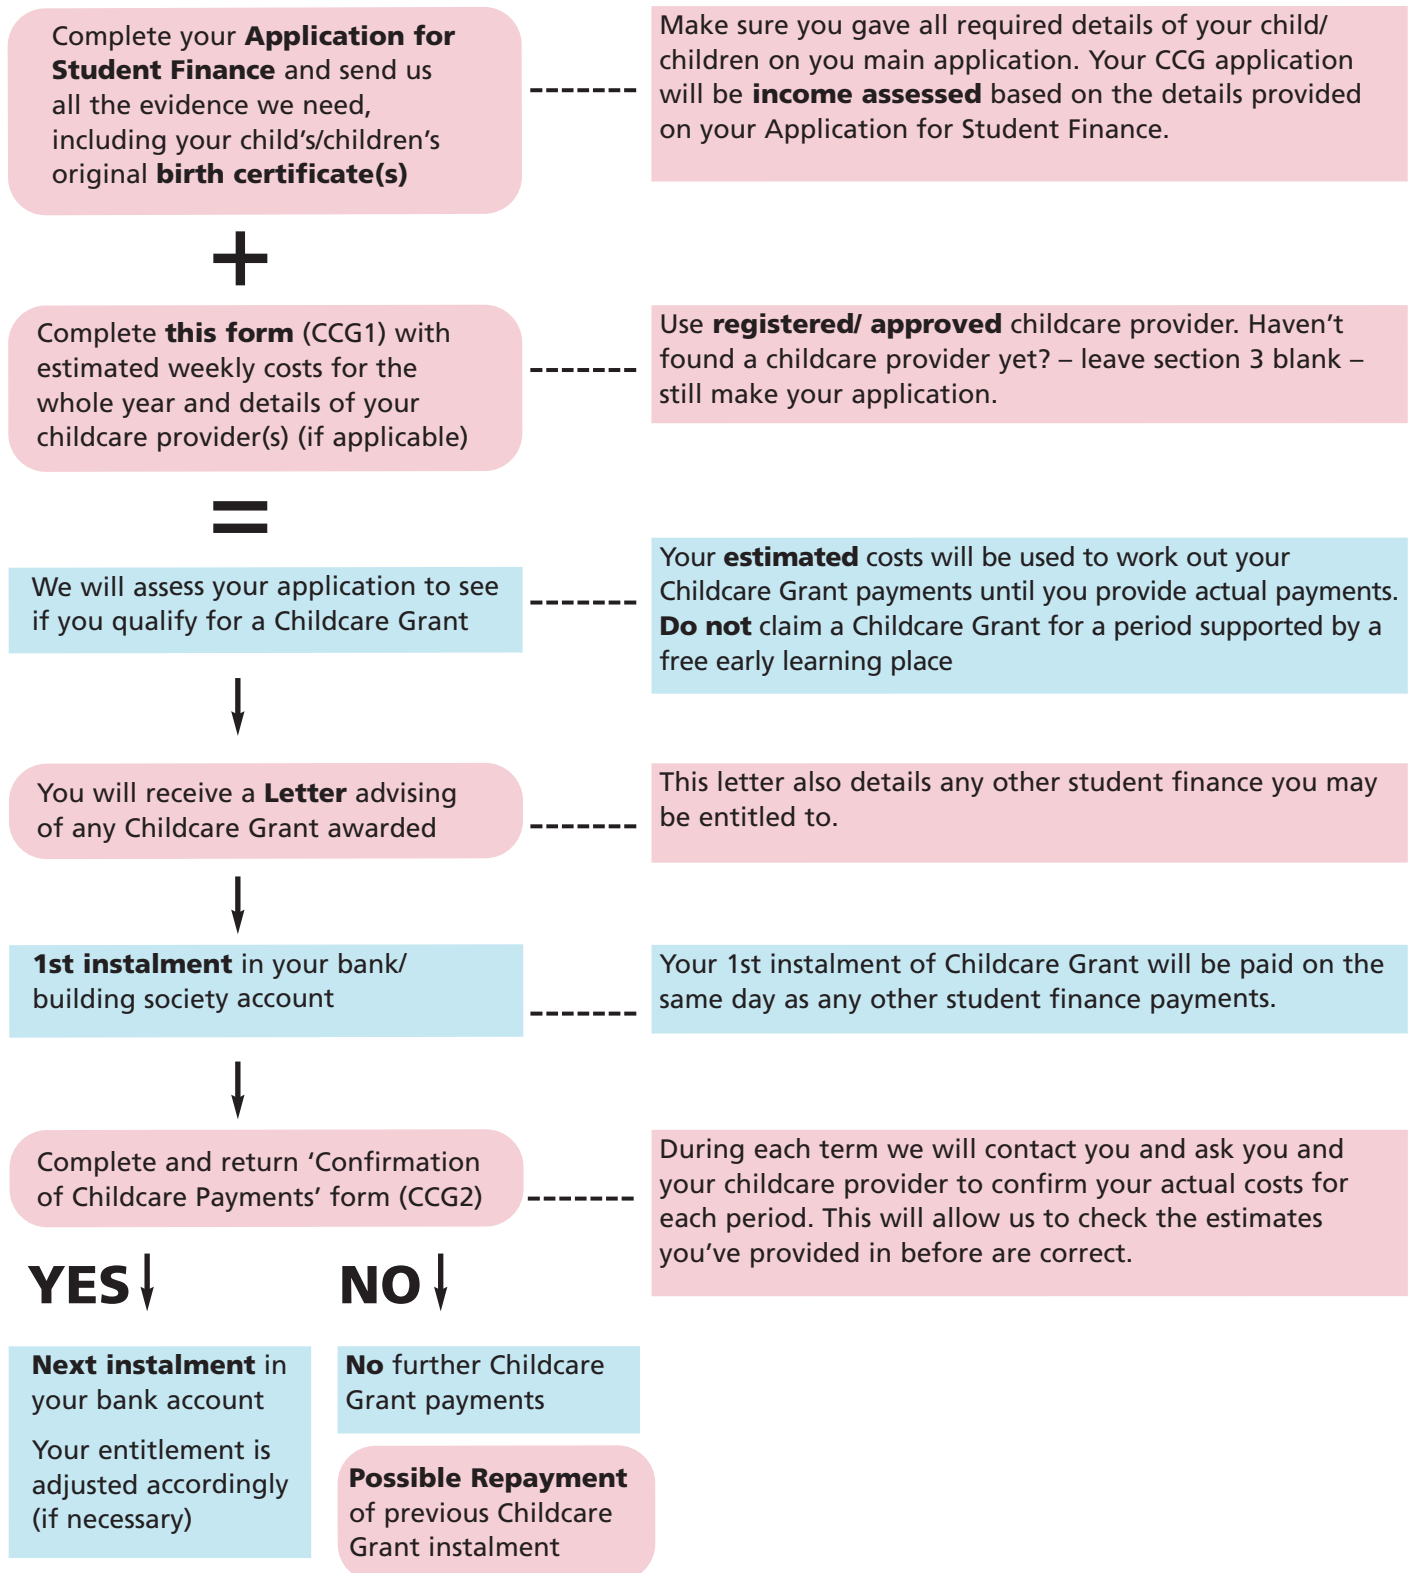 Complete your Application for
Student Finance and send us
all the evidence we need,
including your child's/children's
original birth certificate(s)
Make sure you gave all required details of your child/
children on you main application. Your CCG application
will be income assessed based on the details provided
on your Application for Student Finance.
+
Complete this form (CCG1) with
estimated weekly costs for the
whole year and details of your
childcare provider(s) (if applicable)
Use registered/ approved childcare provider. Haven't
found a childcare provider yet? – leave section 3 blank –
still make your application.
=
We will assess your application to see
if you qualify for a Childcare Grant
Your estimated costs will be used to work out your
Childcare Grant payments until you provide actual payments.
Do not claim a Childcare Grant for a period supported by a
free early learning place
You will receive a Letter advising
of any Childcare Grant awarded
This letter also details any other student finance you may
be entitled to.
1st instalment in your bank/
building society account
Your 1st instalment of Childcare Grant will be paid on the
same day as any other student finance payments.
Complete and return ‘Confirmation
of Childcare Payments’ form (CCG2)
During each term we will contact you and ask you and
your childcare provider to confirm your actual costs for
each period. This will allow us to check the estimates
you've provided in before are correct.
YES
NO
Next instalment in
your bank account
Your entitlement is
adjusted accordingly
(if necessary)
No further Childcare
Grant payments
Possible Repayment
of previous Childcare
Grant instalment